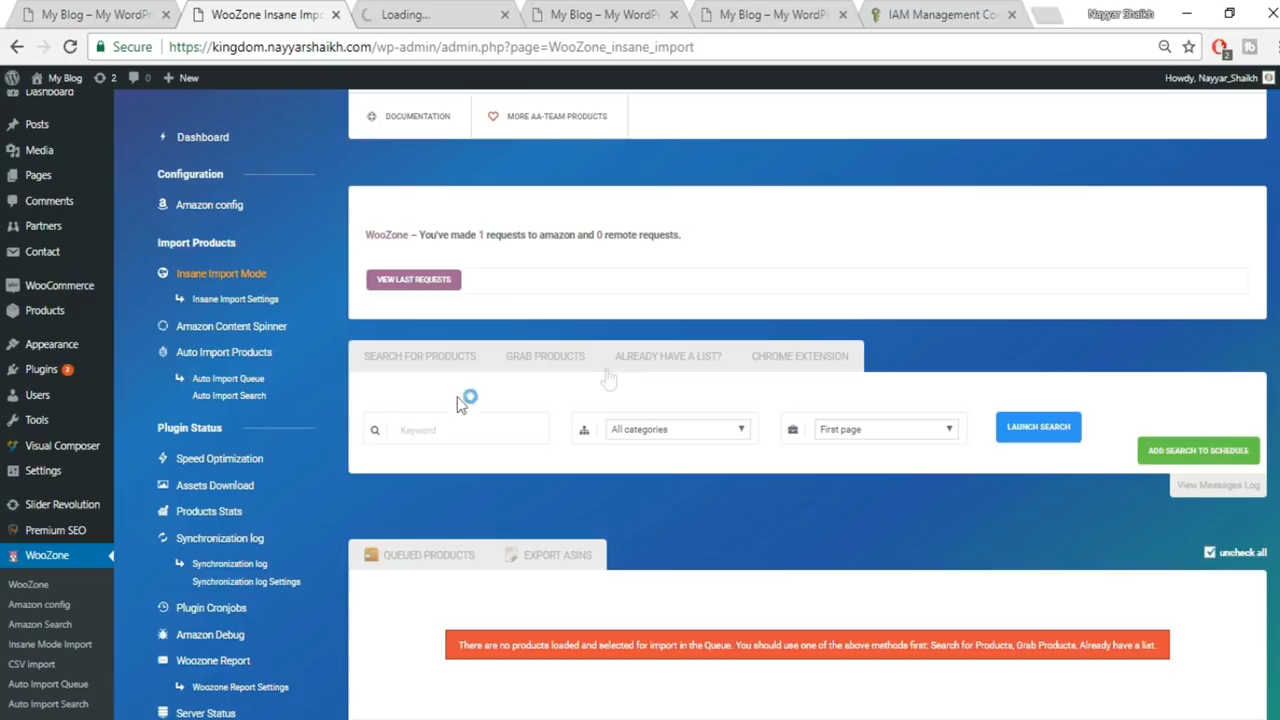 My Blog – My WordPr
WooZone Insane Impo
Loading...
My Blog – My WordPr
My Blog – My WordPr
IAM Management Co
Nayyar Shaikh
Secure
https://kingdom.nayyarshaikh.com/wp-admin/admin.php?page=WooZone_insane_import
2
My Blog
2
0
New
Howdy, Nayyar_Shaikh
Dashboard
Posts
Media
Pages
Comments
Partners
Contact
WooCommerce
Products
Appearance
Plugins 2
Users
Tools
Visual Composer
Settings
Slider Revolution
Premium SEO
WooZone
WooZone
Amazon config
Amazon Search
Insane Mode Import
CSV import
Auto Import Queue
Auto Import Search
Dashboard
Configuration
Amazon config
Import Products
Insane Import Mode
Insane Import Settings
Amazon Content Spinner
Auto Import Products
Auto Import Queue
Auto Import Search
Plugin Status
Speed Optimization
Assets Download
Products Stats
Synchronization log
Synchronization log
Synchronization log Settings
Plugin Cronjobs
Amazon Debug
Woozone Report
Woozone Report Settings
Server Status
DOCUMENTATION
MORE AA-TEAM PRODUCTS
WooZone – You've made 1 requests to amazon and 0 remote requests.
VIEW LAST REQUESTS
SEARCH FOR PRODUCTS
GRAB PRODUCTS
ALREADY HAVE A LIST?
CHROME EXTENSION
Keyword
All categories
First page
LAUNCH SEARCH
ADD SEARCH TO SCHEDULE
View Messages Log
QUEUED PRODUCTS
EXPORT ASINS
uncheck all
There are no products loaded and selected for import in the Queue. You should use one of the above methods first: Search for Products, Grab Products, Already have a list.